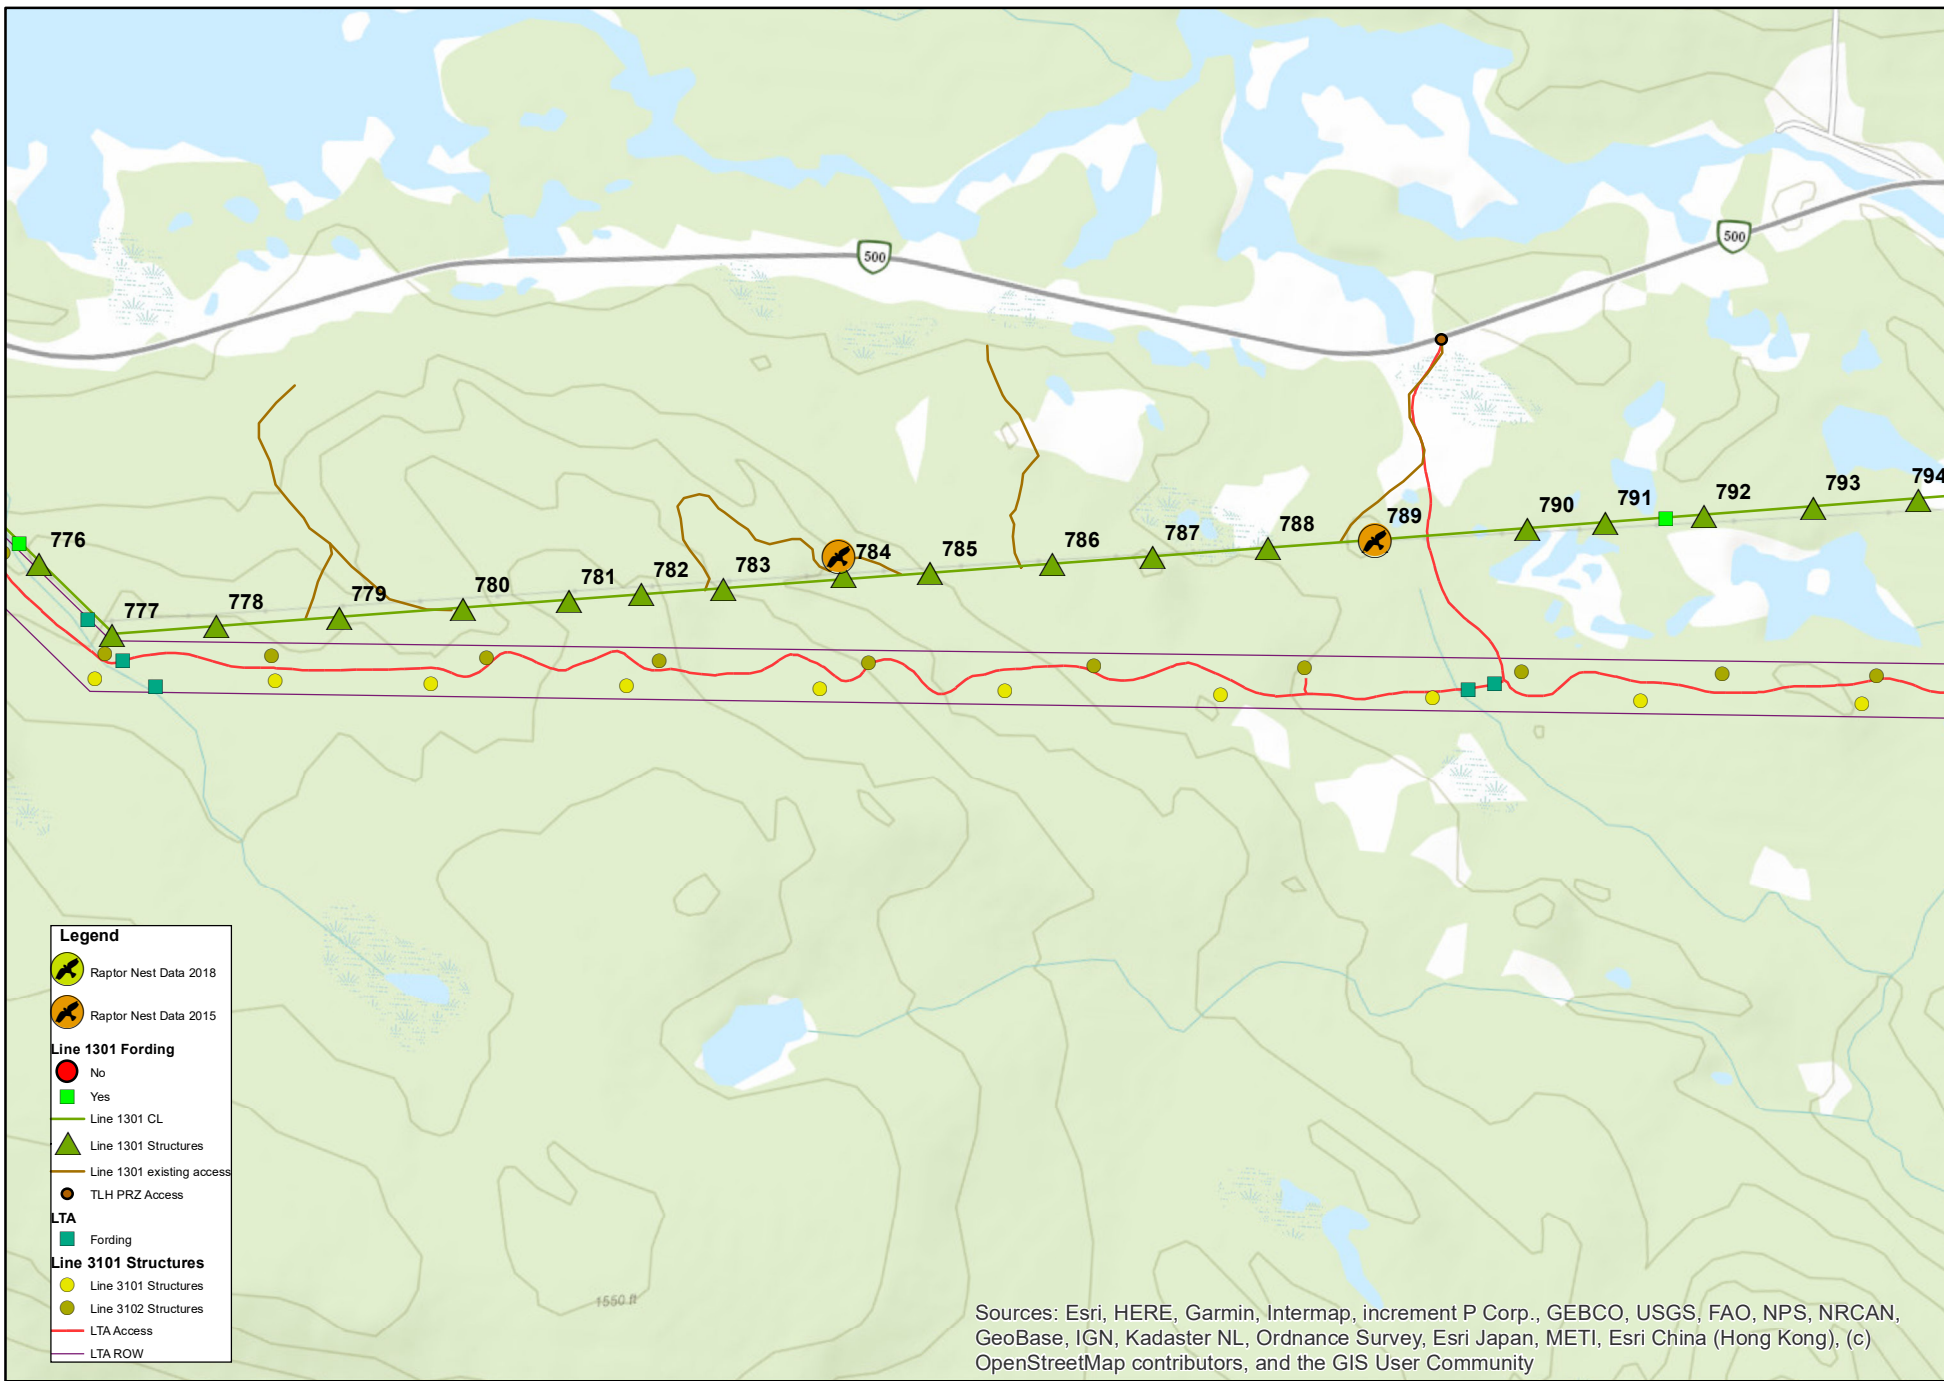 500
500
776
777
778
779
780
781
782
783
784
785
786
787
788
789
790
791
792
793
794
Legend
Raptor Nest Data 2018
Raptor Nest Data 2015
Line 1301 Fording
No
Yes
Line 1301 CL
Line 1301 Structures
Line 1301 existing access
TLH PRZ Access
LTA
Fording
Line 3101 Structures
Line 3101 Structures
Line 3102 Structures
LTA Access
LTA ROW
1550 ft
Sources: Esri, HERE, Garmin, Intermap, increment P Corp., GEBCO, USGS, FAO, NPS, NRCAN,
GeoBase, IGN, Kadaster NL, Ordnance Survey, Esri Japan, METI, Esri China (Hong Kong), (c)
OpenStreetMap contributors, and the GIS User Community